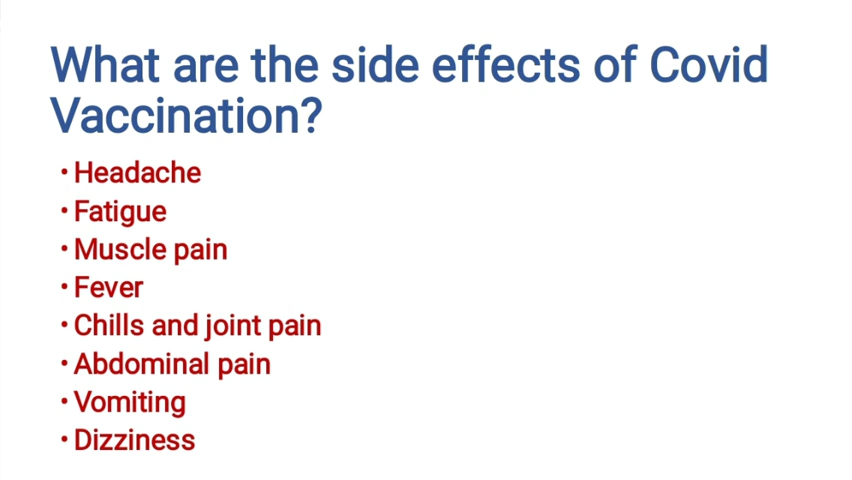 What are the side effects of Covid
Vaccination?
• Headache
• Fatigue
• Muscle pain
• Fever
• Chills and joint pain
• Abdominal pain
• Vomiting
• Dizziness